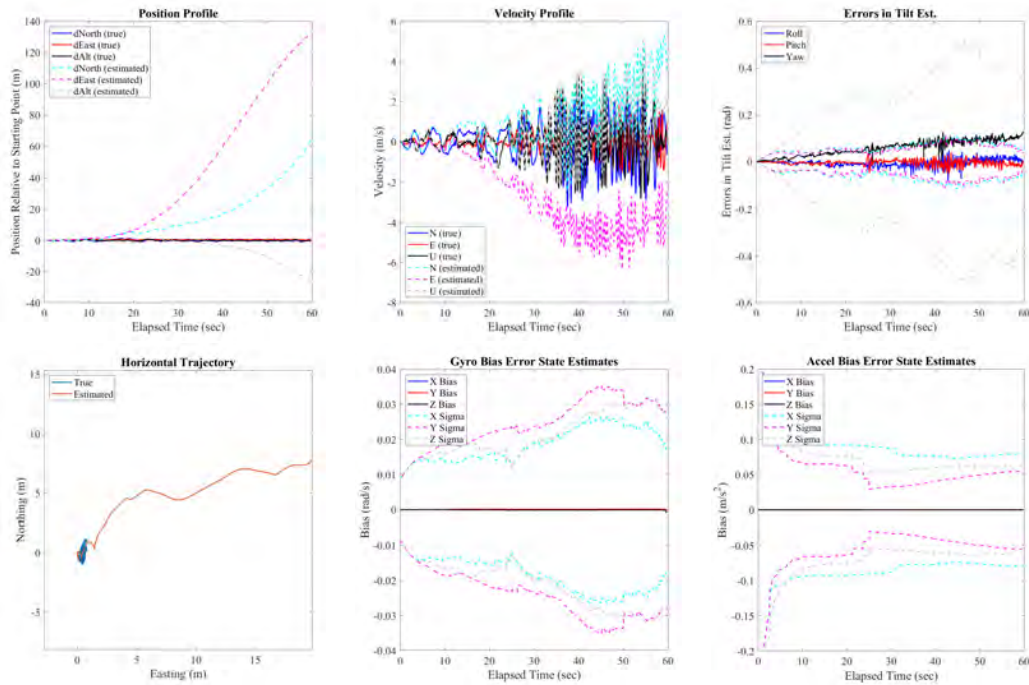 Position Profile
Position Relative to Starting Point (m)
140
120
100
80
60
40
20
0
-20
-40
dNorth (true)
dEast (true)
dAlt (true)
dNorth (estimated)
dEast (estimated)
dAlt (estimated)
0 10 20 30 40 50 60
Elapsed Time (sec)
Velocity Profile
Velocity (m/s)
6
4
2
0
-2
-4
-6
-8
N (true)
E (true)
U (true)
N (estimated)
E (estimated)
U (estimated)
0 10 20 30 40 50 60
Elapsed Time (sec)
Errors in Tilt Est.
Errors in Tilt Est. (rad)
0.6
0.4
0.2
0
-0.2
-0.4
-0.6
Roll
Pitch
Yaw
0 10 20 30 40 50 60
Elapsed Time (sec)
Horizontal Trajectory
Northing (m)
15
10
5
0
-5
True
Estimated
0 5 10 15
Easting (m)
Gyro Bias Error State Estimates
Bias (rad/s)
0.04
0.03
0.02
0.01
0
-0.01
-0.02
-0.03
-0.04
X Bias
Y Bias
Z Bias
X Sigma
Y Sigma
Z Sigma
0 10 20 30 40 50 60
Elapsed Time (sec)
Accel Bias Error State Estimates
Bias (m/s²)
0.2
0.15
0.1
0.05
0
-0.05
-0.1
-0.15
-0.2
X Bias
Y Bias
Z Bias
X Sigma
Y Sigma
Z Sigma
0 10 20 30 40 50 60
Elapsed Time (sec)